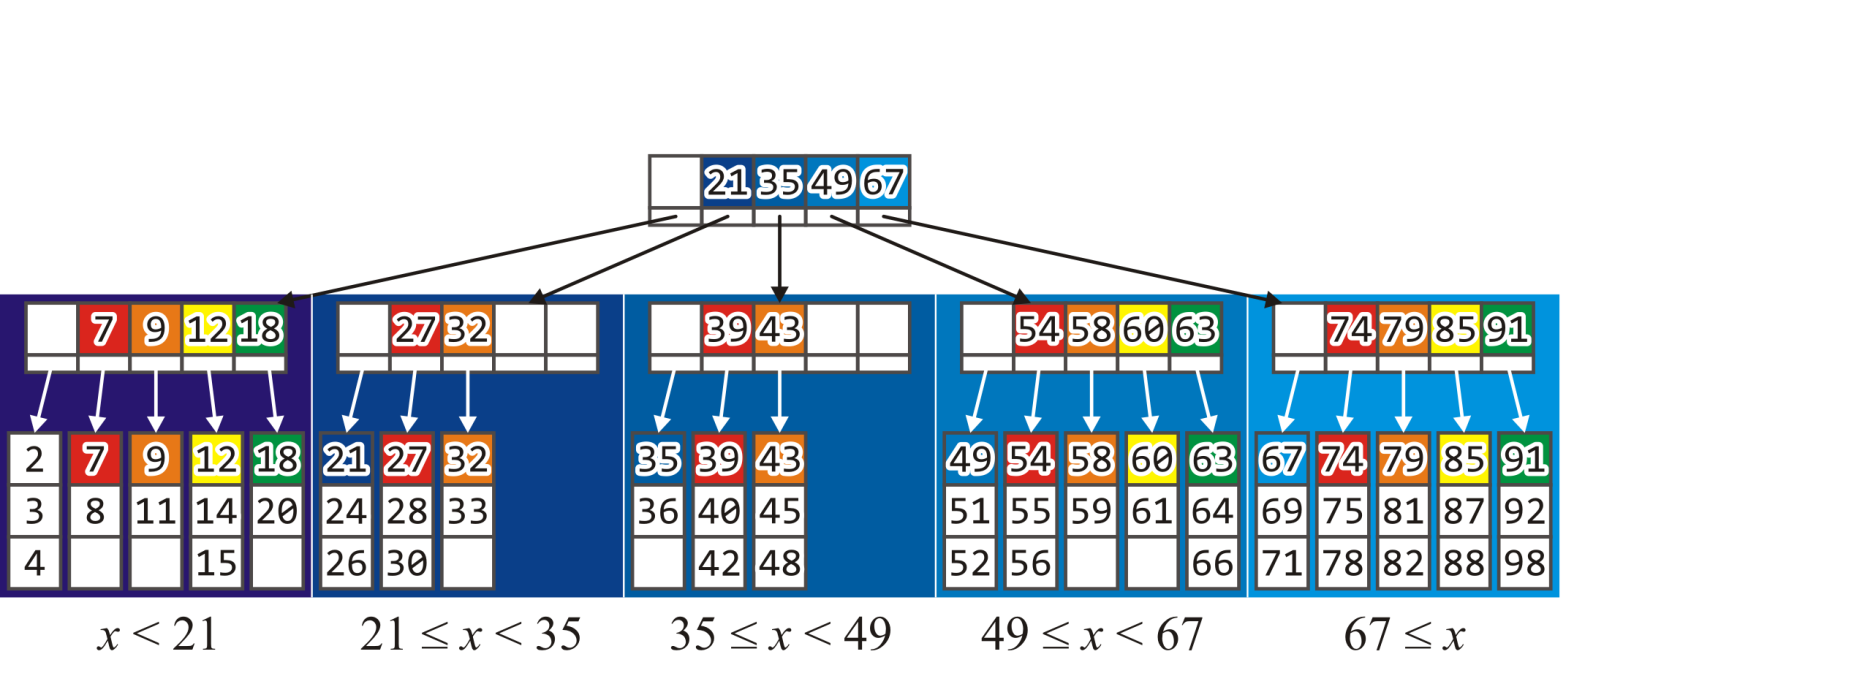 21 35 49 67
7 9 12 18 27 32 39 43 54 58 60 63 74 79 85 91
2 7 9 12 18 21 27 32 35 39 43 49 54 58 60 63 67 74 79 85 91
3 8 11 14 20 24 28 33 36 40 45 51 55 59 61 64 69 75 81 87 92
4 15 26 30 42 48 52 56 66 71 78 82 88 98
x < 21 21 ≤ x < 35 35 ≤ x < 49 49 ≤ x < 67 67 ≤ x